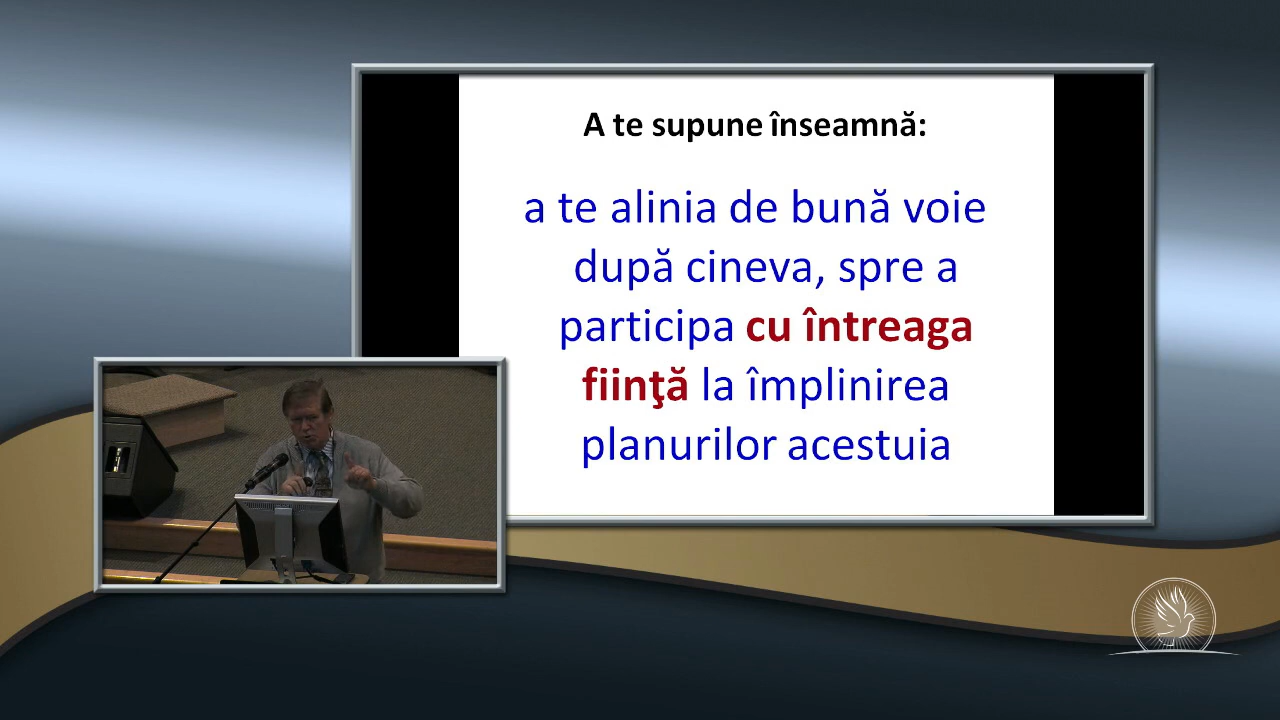 A te supune înseamnă:
a te alinia de bună voie
după cineva, spre a
participa cu întreaga
fiinţă la împlinirea
planurilor acestuia